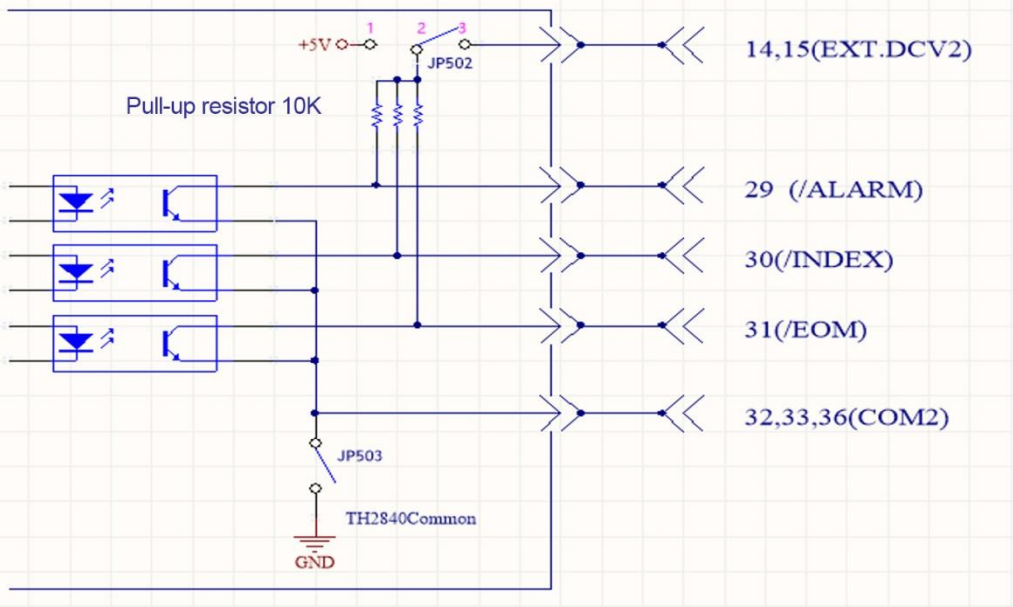 1 2 3
+5V
JP502
14,15(EXT.DCV2)
Pull-up resistor 10K
29 (/ALARM)
30(/INDEX)
31(/EOM)
32,33,36(COM2)
JP503
TH2840Common
GND